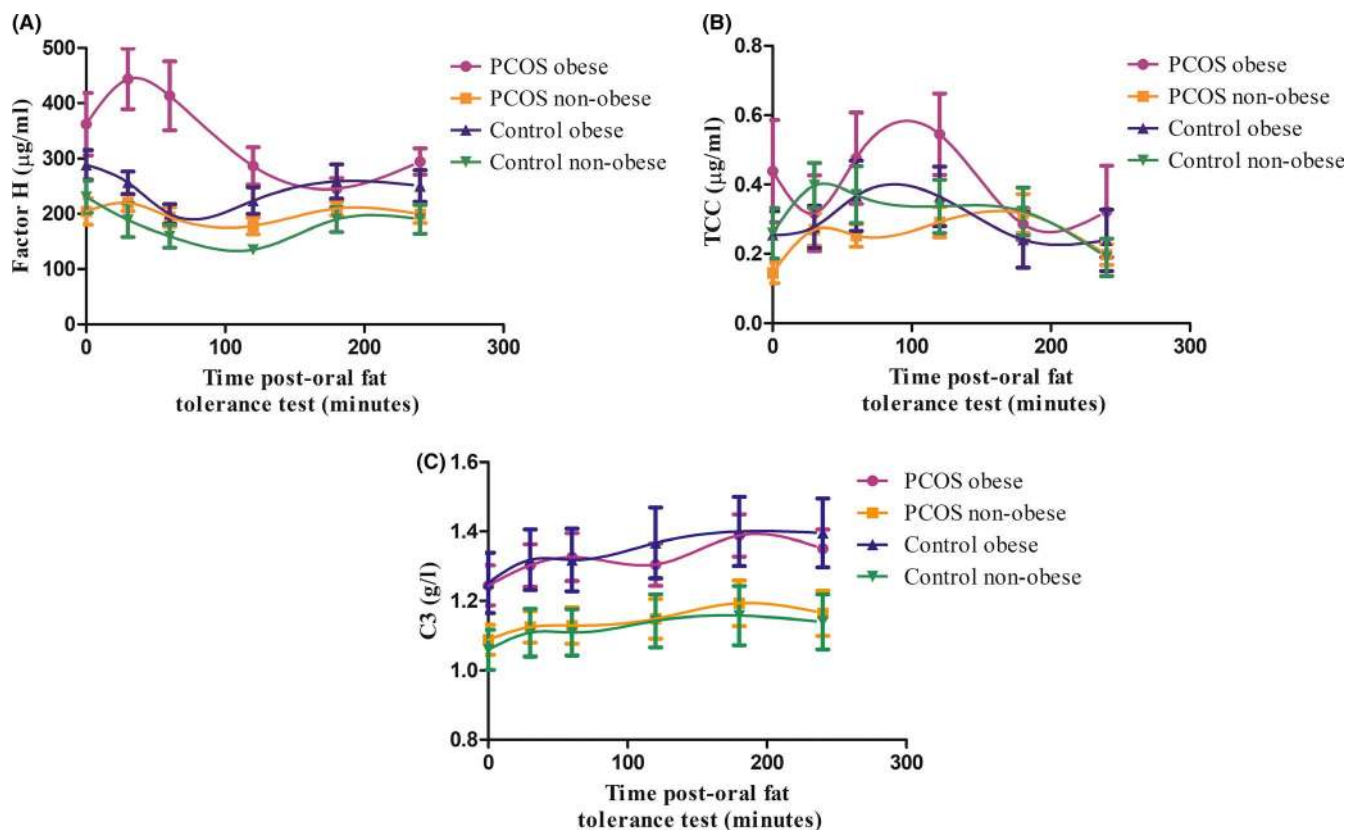 (A)
500
400
300
200
100
0
Factor H (μg/ml)
0 100 200 300
Time post-oral fat
tolerance test (minutes)
PCOS obese
PCOS non-obese
Control obese
Control non-obese
(B)
0.8
0.6
0.4
0.2
0.0
TCC (μg/ml)
0 100 200 300
Time post-oral fat
tolerance test (minutes)
PCOS obese
PCOS non-obese
Control obese
Control non-obese
(C)
1.6
1.4
1.2
1.0
0.8
C3 (g/l)
0 100 200 300
Time post-oral fat
tolerance test (minutes)
PCOS obese
PCOS non-obese
Control obese
Control non-obese